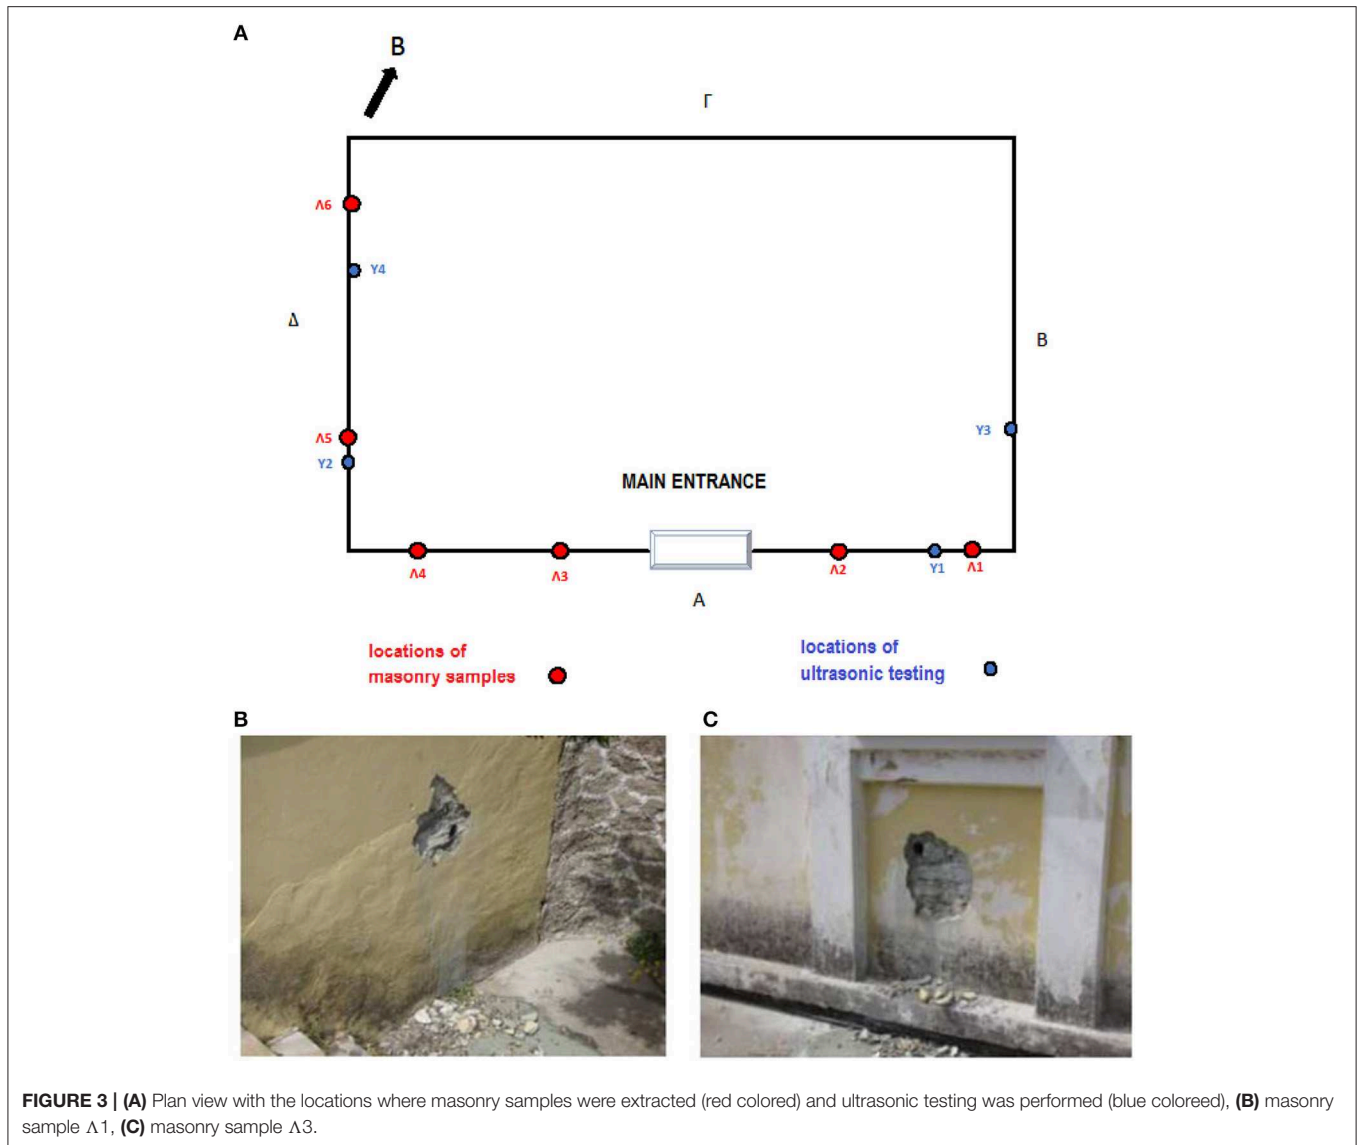 A
B
Γ
Λ6
Y4
Δ
B
Λ5
Y3
Y2
MAIN ENTRANCE
Λ4
Λ3
Λ2
Y1
Λ1
A
locations of
masonry samples
locations of
ultrasonic testing
B
C
FIGURE 3 | (A) Plan view with the locations where masonry samples were extracted (red colored) and ultrasonic testing was performed (blue coloreed), (B) masonry
sample Λ1, (C) masonry sample Λ3.